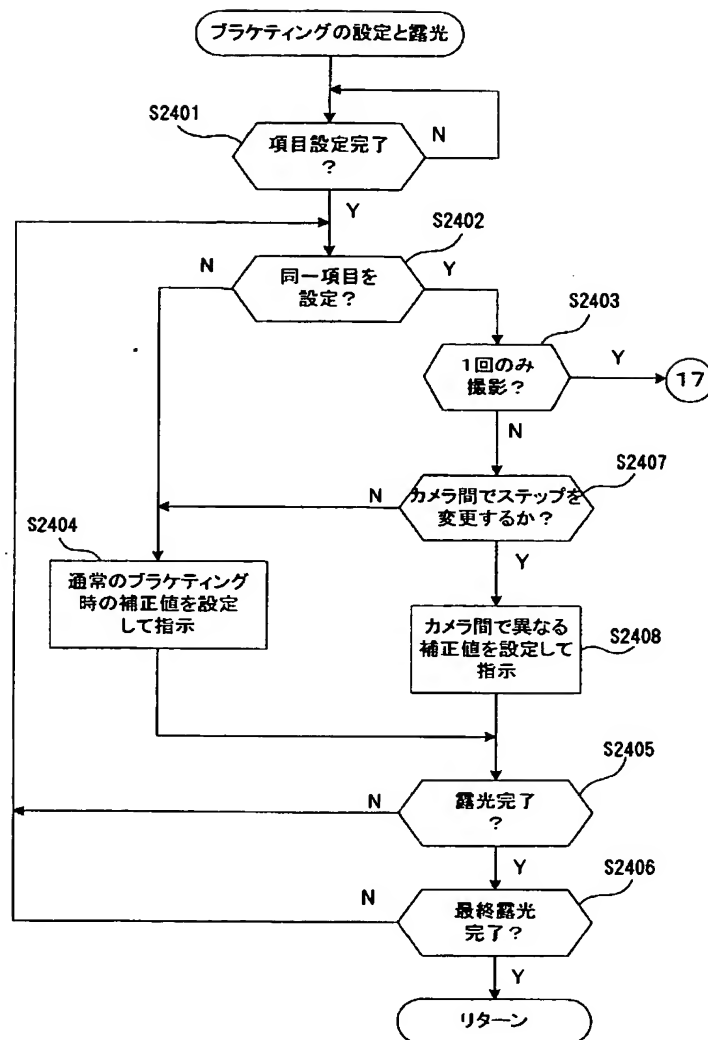 ブラケティングの設定と露光
S2401
項目設定完了
?
N
Y
S2402
N
同一項目を
設定?
Y
S2403
1回のみ
撮影?
Y
17
N
S2407
N
カメラ間でステップを
変更するか?
Y
S2404
通常のブラケティング
時の補正値を設定
して指示
カメラ間で異なる
補正値を設定して
指示
S2408
S2405
N
露光完了
?
Y
S2406
N
最終露光
完了?
Y
リターン